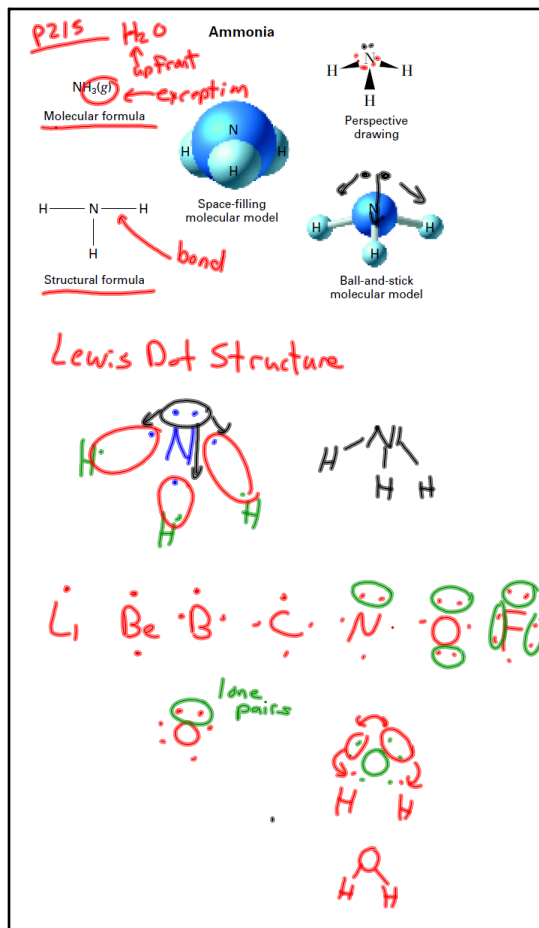 p215 H2O Ammonia
upfront
NH3(g) ← exception
Molecular formula
N
H H H
Space-filling
molecular model
N
H H
H
Perspective
drawing
H N H
H
bond
Structural formula
N
H H
H
Ball-and-stick
molecular model
Lewis Dot Structure
H N H
H
N
H H H
Li Be B C N O F
lone
pairs
O
O
H H
O
H H